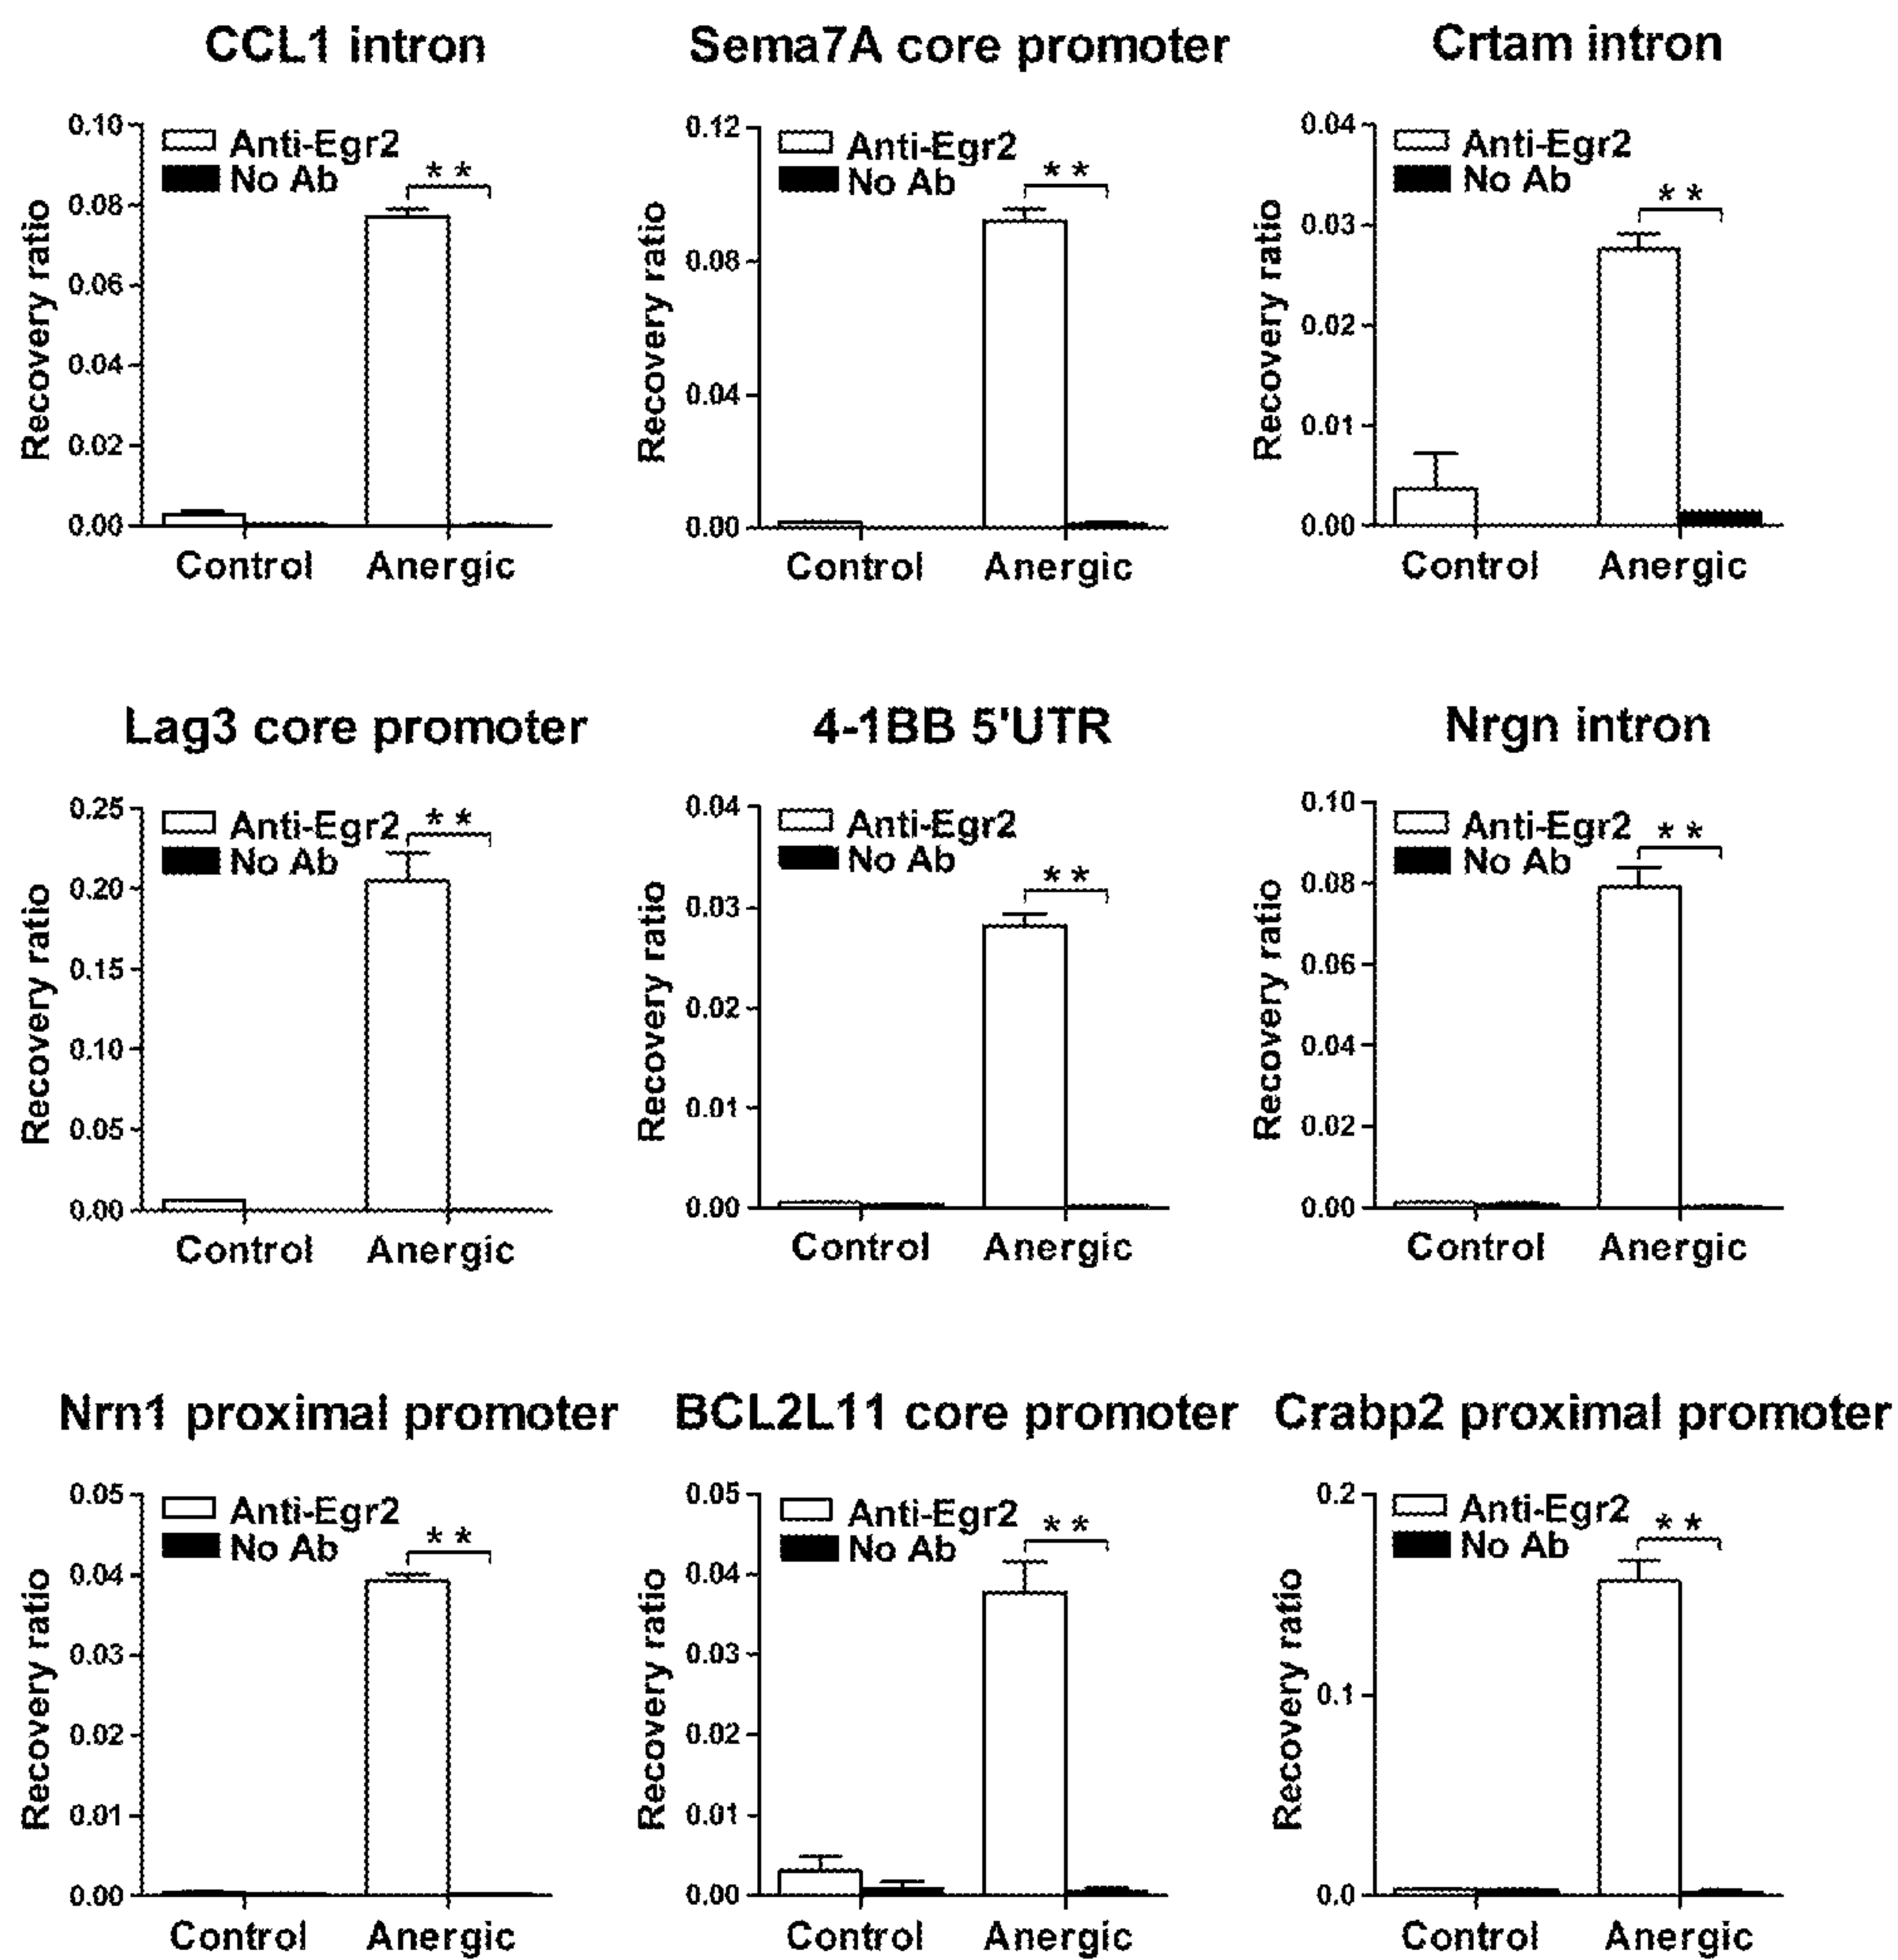 CCL1 intron
0.10
0.08
0.06
0.04
0.02
0.00
Recovery ratio
Anti-Egr2
No Ab
* *
Control Anergic
Sema7A core promoter
0.12
0.08
0.04
0.00
Recovery ratio
Anti-Egr2
No Ab
* *
Control Anergic
Crtam intron
0.04
0.03
0.02
0.01
0.00
Recovery ratio
Anti-Egr2
No Ab
* *
Control Anergic
Lag3 core promoter
0.25
0.20
0.15
0.10
0.05
0.00
Recovery ratio
Anti-Egr2
No Ab
* *
Control Anergic
4-1BB 5'UTR
0.04
0.03
0.02
0.01
0.00
Recovery ratio
Anti-Egr2
No Ab
* *
Control Anergic
Nrgn intron
0.10
0.08
0.06
0.04
0.02
0.00
Recovery ratio
Anti-Egr2
No Ab
* *
Control Anergic
Nrn1 proximal promoter
0.05
0.04
0.03
0.02
0.01
0.00
Recovery ratio
Anti-Egr2
No Ab
* *
Control Anergic
BCL2L11 core promoter
0.05
0.04
0.03
0.02
0.01
0.00
Recovery ratio
Anti-Egr2
No Ab
* *
Control Anergic
Crabp2 proximal promoter
0.2
0.1
0.0
Recovery ratio
Anti-Egr2
No Ab
* *
Control Anergic